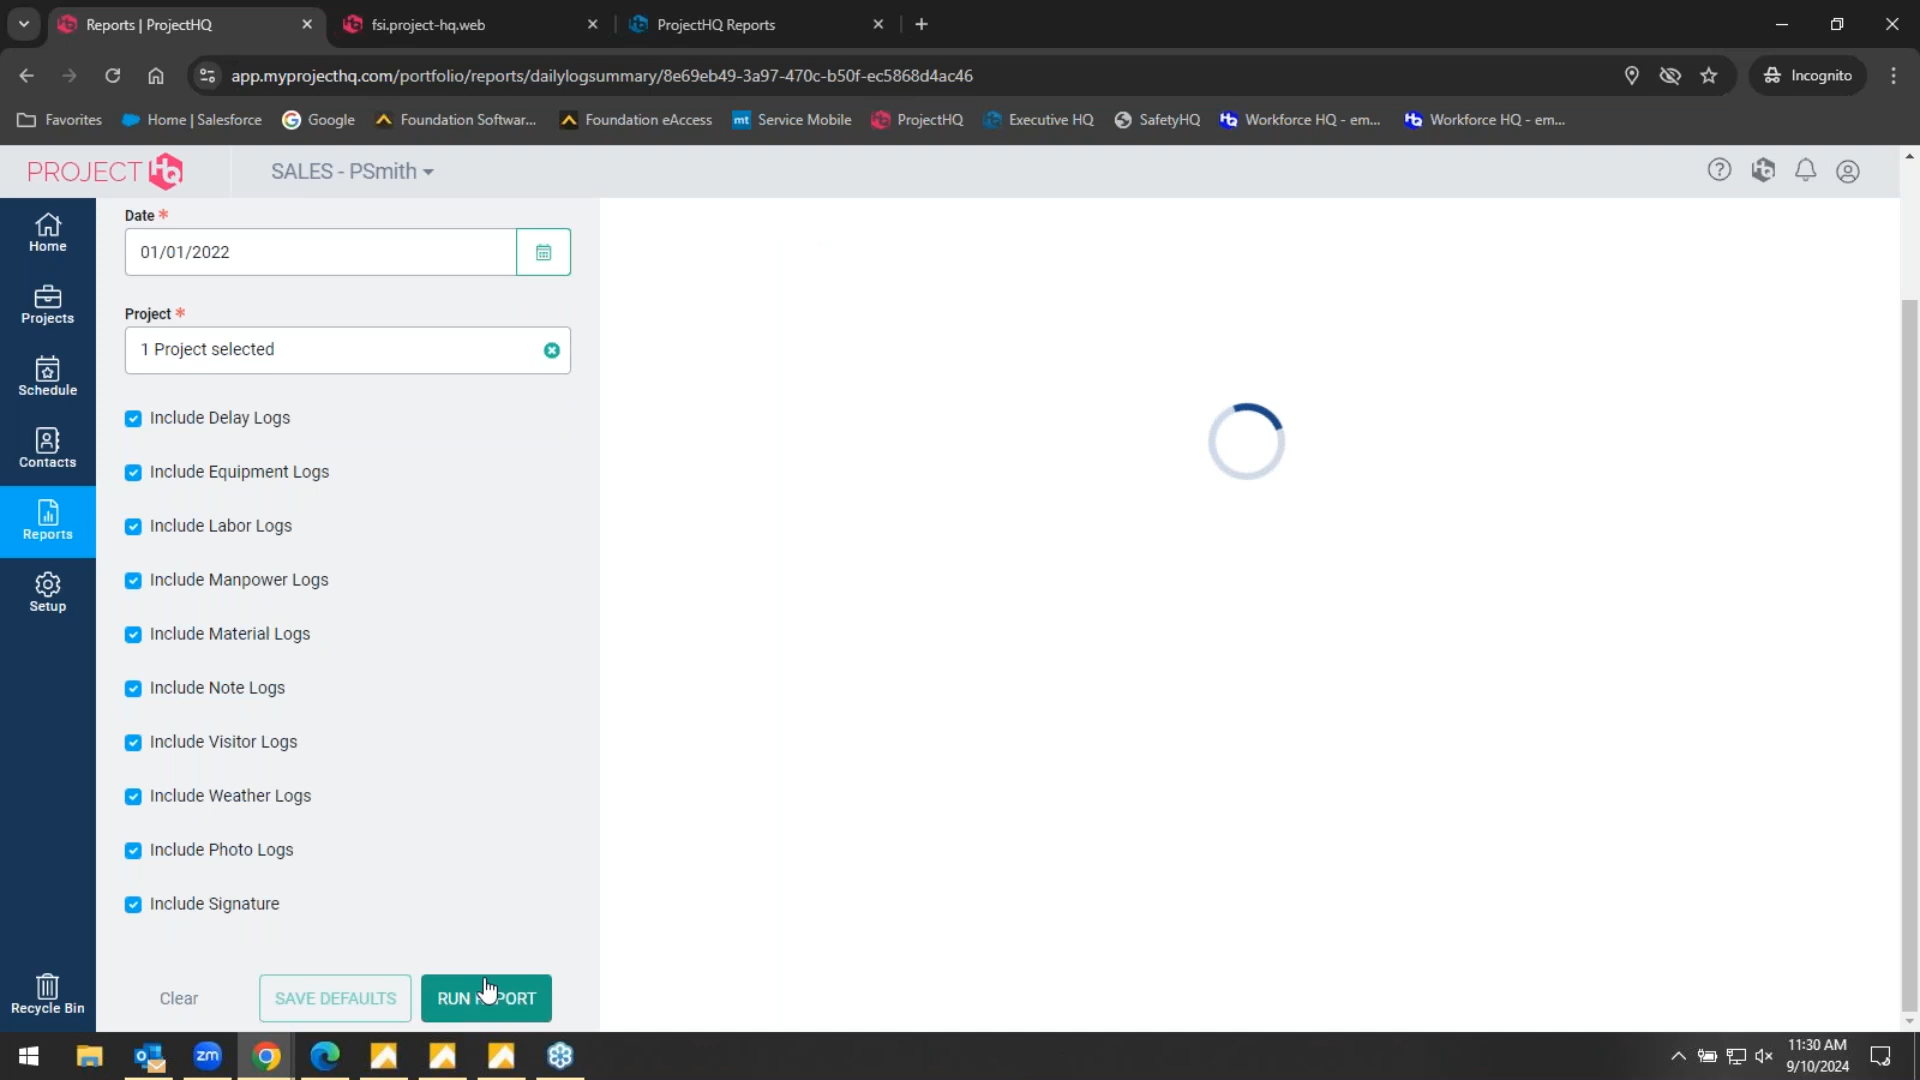 Reports | ProjectHQ
fsi.project-hq.web
ProjectHQ Reports
app.myprojecthq.com/portfolio/reports/dailylogsummary/8e69eb49-3a97-470c-b50f-ec5868d4ac46
Incognito
Favorites
Home | Salesforce
Google
Foundation Softwar...
Foundation eAccess
mt Service Mobile
ProjectHQ
Executive HQ
SafetyHQ
Workforce HQ - em...
Workforce HQ - em...
PROJECT HQ
SALES - PSmith
Home
Projects
Schedule
Contacts
Reports
Setup
Recycle Bin
Date *
01/01/2022
Project *
1 Project selected
Include Delay Logs
Include Equipment Logs
Include Labor Logs
Include Manpower Logs
Include Material Logs
Include Note Logs
Include Visitor Logs
Include Weather Logs
Include Photo Logs
Include Signature
Clear
SAVE DEFAULTS
RUN REPORT
zm
11:30 AM
9/10/2024